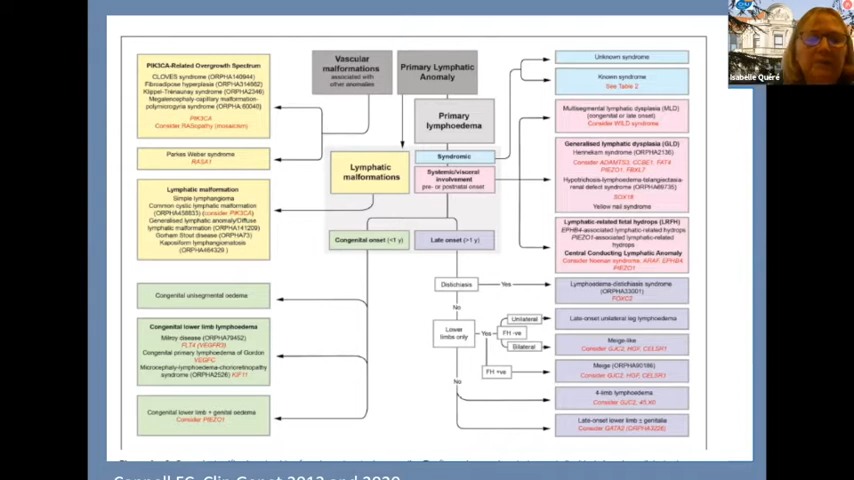 PIK3CA-Related Overgrowth Spectrum
CLOVES syndrome (ORPHA140944)
Fibroadipose hyperplasia (ORPHA314662)
Klippel-Trénaunay syndrome (ORPHA2346)
Megalencephaly-capillary malformation-
polymicrogyria syndrome (ORPHA:60040)
PIK3CA
Consider RASopathy (mosaicism)
Parkes Weber syndrome
RASA1
Lymphatic malformation
Simple lymphangioma
Common cystic lymphatic malformation
(ORPHA458833) (consider PIK3CA)
Generalised lymphatic anomaly/Diffuse
lymphatic malformation (ORPHA141209)
Gorham Stout disease (ORPHA73)
Kaposiform lymphangiomatosis
(ORPHA464329)
Congenital unisegmental oedema
Congenital lower limb lymphoedema
Milroy disease (ORPHA79452)
FLT4 (VEGFR3)
Congenital primary lymphoedema of Gordon
VEGFC
Microcephaly-lymphoedema-chorioretinopathy
syndrome (ORPHA2526) KIF11
Congenital lower limb + genital oedema
Consider PIEZO1
Vascular
malformations
associated with
other anomalies
Primary Lymphatic
Anomaly
Primary
lymphoedema
Syndromic
Lymphatic
malformations
Systemic/visceral
involvement
pre- or postnatal onset
Congenital onset (<1 y)
Late onset (>1 y)
Distichiasis
Yes
No
Lower
limbs only
Yes
Unilateral
FH -ve
Bilateral
FH +ve
No
Unknown syndrome
Known syndrome
See Table 2
Multisegmental lymphatic dysplasia (MLD)
(congenital or late onset)
Consider WILD syndrome
Generalised lymphatic dysplasia (GLD)
Hennekam syndrome (ORPHA2136)
Consider ADAMTS3, CCBE1, FAT4
PIEZO1, FBXL7
Hypotrichosis-lymphoedema-telangiectasia-
renal defect syndrome (ORPHA69735)
SOX18
Yellow nail syndrome
Lymphatic-related fetal hydrops (LRFH)
EPHB4-associated lymphatic-related hydrops
PIEZO1-associated lymphatic-related
hydrops
Central Conducting Lymphatic Anomaly
Consider Noonan syndrome, ARAF, EPHB4,
PIEZO1
Lymphoedema-distichiasis syndrome
(ORPHA33001)
FOXC2
Late-onset unilateral leg lymphoedema
Meige-like
Consider GJC2, HGF, CELSR1
Meige (ORPHA90186)
Consider GJC2, HGF, CELSR1
4-limb lymphoedema
Consider GJC2, 45,X0
Late-onset lower limb ± genitalia
Consider GATA2 (ORPHA3226)
Isabelle Quéré